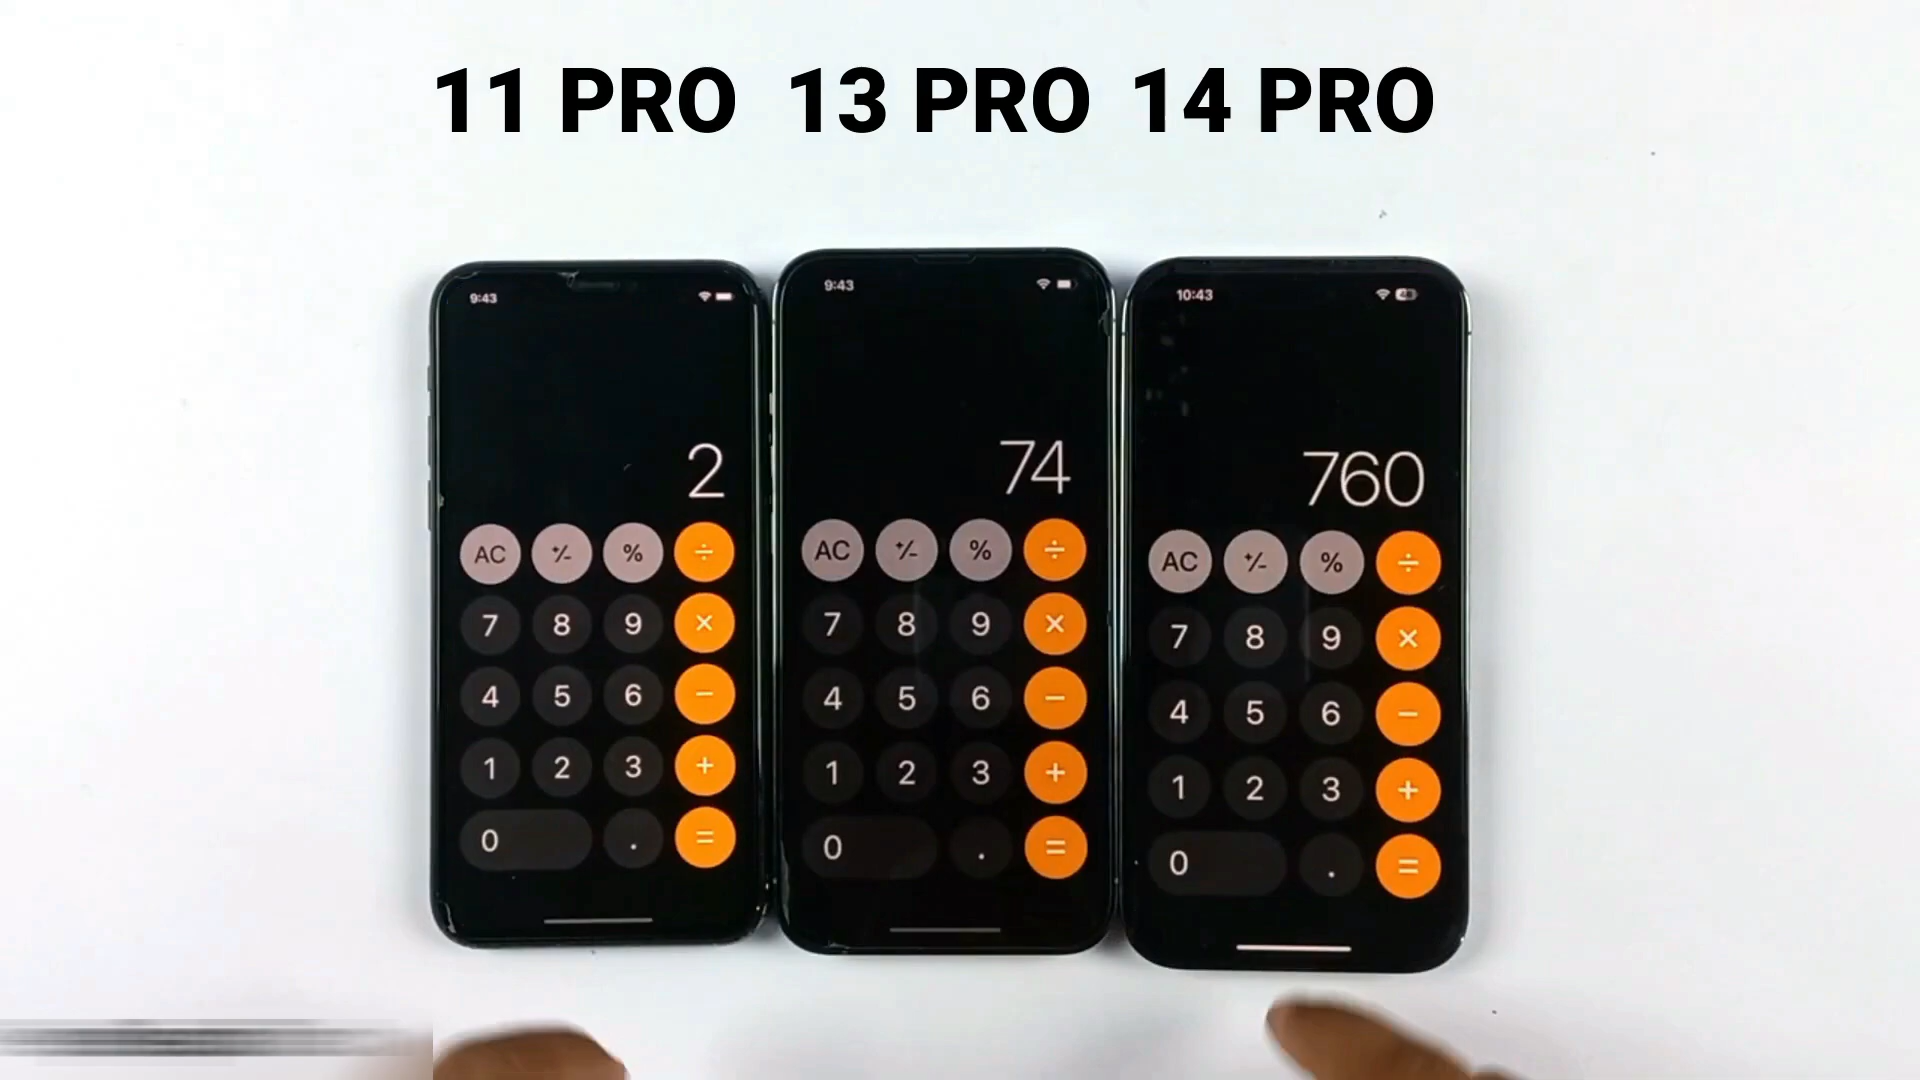 11 PRO 13 PRO 14 PRO
9:43
2
AC +/- % ÷
7 8 9 ×
4 5 6 −
1 2 3 +
0 . =
9:43
74
AC +/- % ÷
7 8 9 ×
4 5 6 −
1 2 3 +
0 . =
10:43
760
AC +/- % ÷
7 8 9 ×
4 5 6 −
1 2 3 +
0 . =